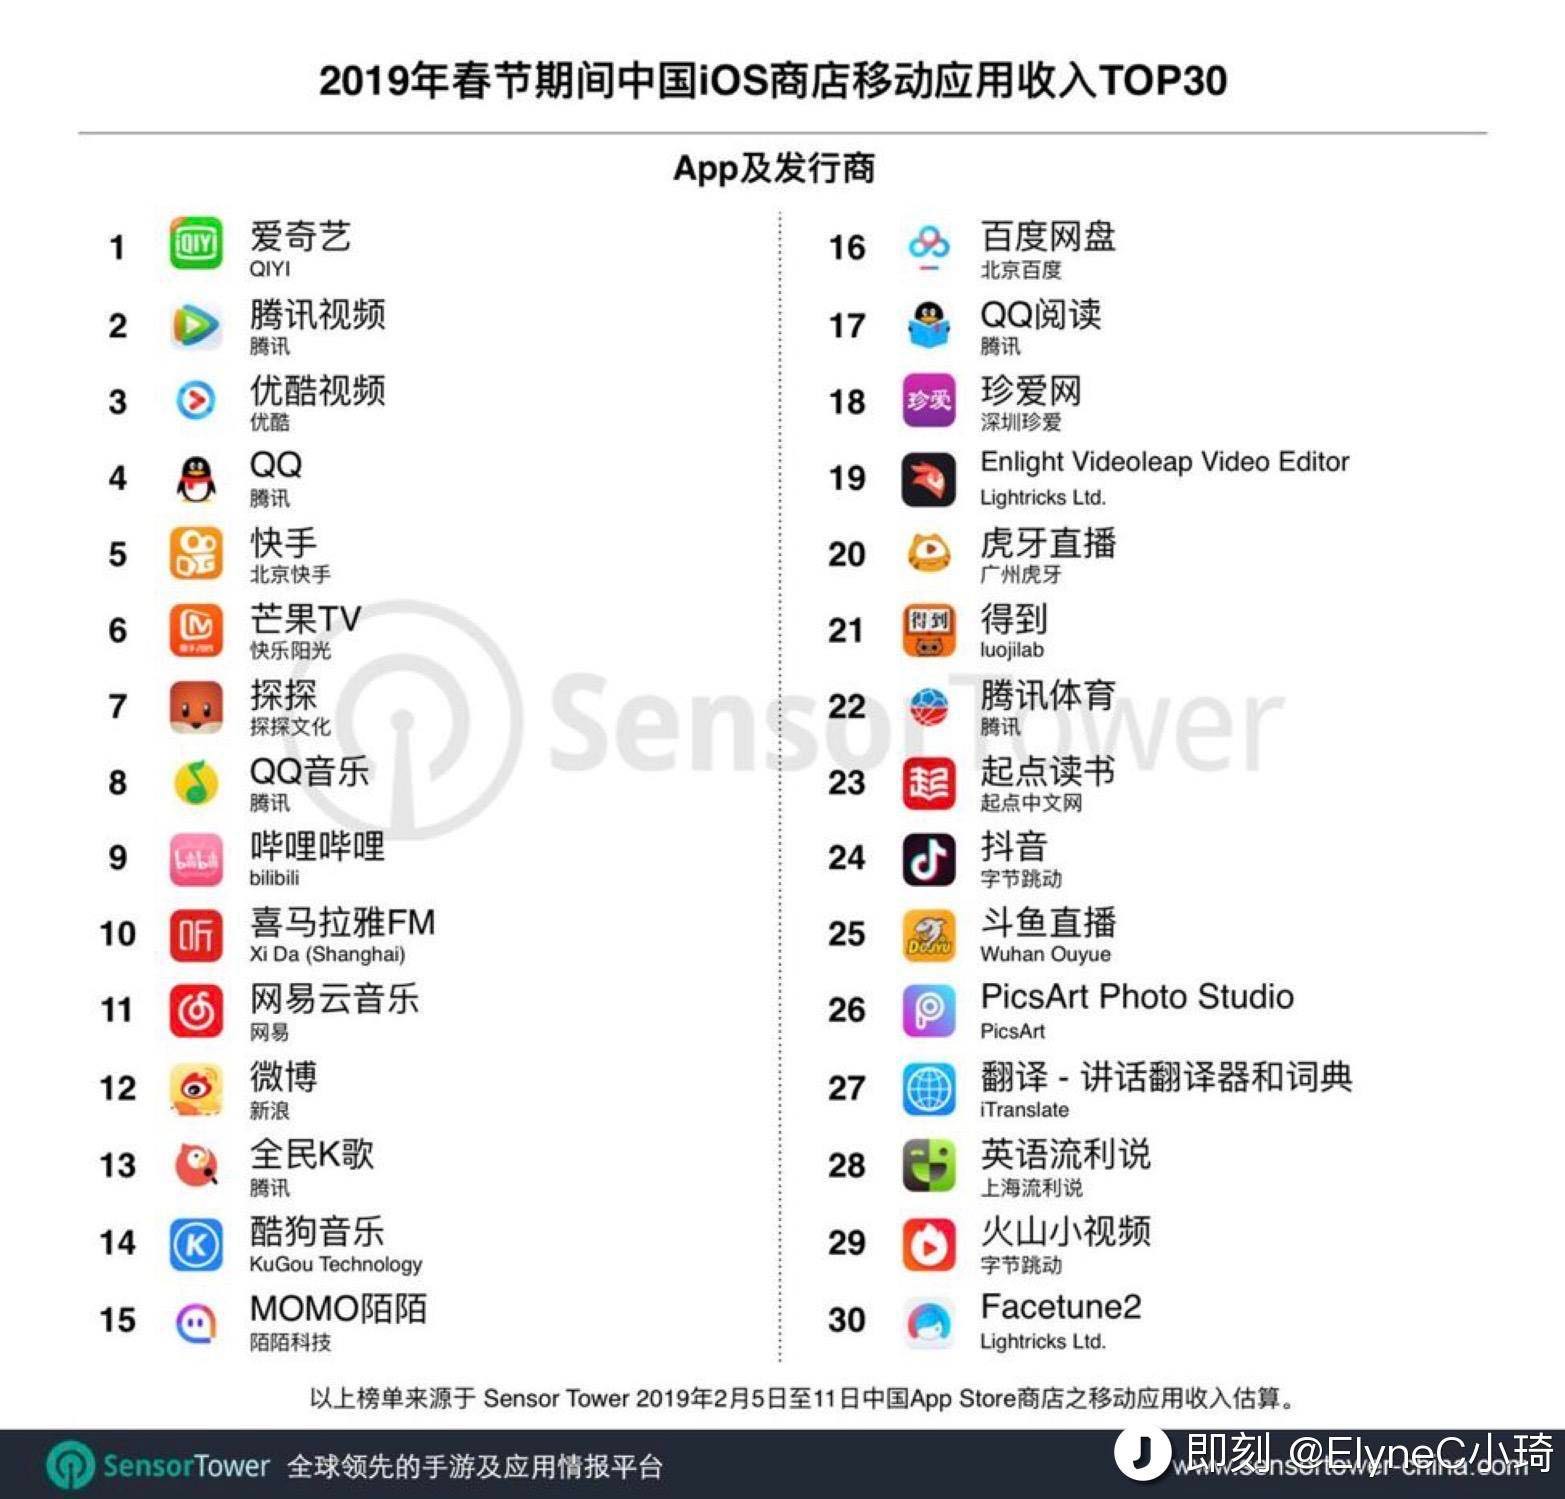 2019年春节期间中国iOS商店移动应用收入TOP30
App及发行商
1
iQIYI
爱奇艺
QIYI
2
腾讯视频
腾讯
3
优酷视频
优酷
4
QQ
腾讯
5
快手
北京快手
6
芒果TV
快乐阳光
7
探探
探探文化
8
QQ音乐
腾讯
9
bilibili
哔哩哔哩
bilibili
10
听
喜马拉雅FM
Xi Da (Shanghai)
11
网易云音乐
网易
12
微博
新浪
13
全民K歌
腾讯
14
K
酷狗音乐
KuGou Technology
15
MOMO陌陌
陌陌科技
16
百度网盘
北京百度
17
QQ阅读
腾讯
18
珍爱
珍爱网
深圳珍爱
19
Enlight Videoleap Video Editor
Lightricks Ltd.
20
虎牙直播
广州虎牙
21
得到
得到
luojilab
22
腾讯体育
腾讯
23
起
起点读书
起点中文网
24
抖音
字节跳动
25
DOUYU
斗鱼直播
Wuhan Ouyue
26
PicsArt Photo Studio
PicsArt
27
翻译 - 讲话翻译器和词典
iTranslate
28
英语流利说
上海流利说
29
火山小视频
字节跳动
30
Facetune2
Lightricks Ltd.
SensorTower
以上榜单来源于 Sensor Tower 2019年2月5日至11日中国App Store商店之移动应用收入估算。
SensorTower 全球领先的手游及应用情报平台
www.sensortower-china.com
即刻 @ElyneC小琦